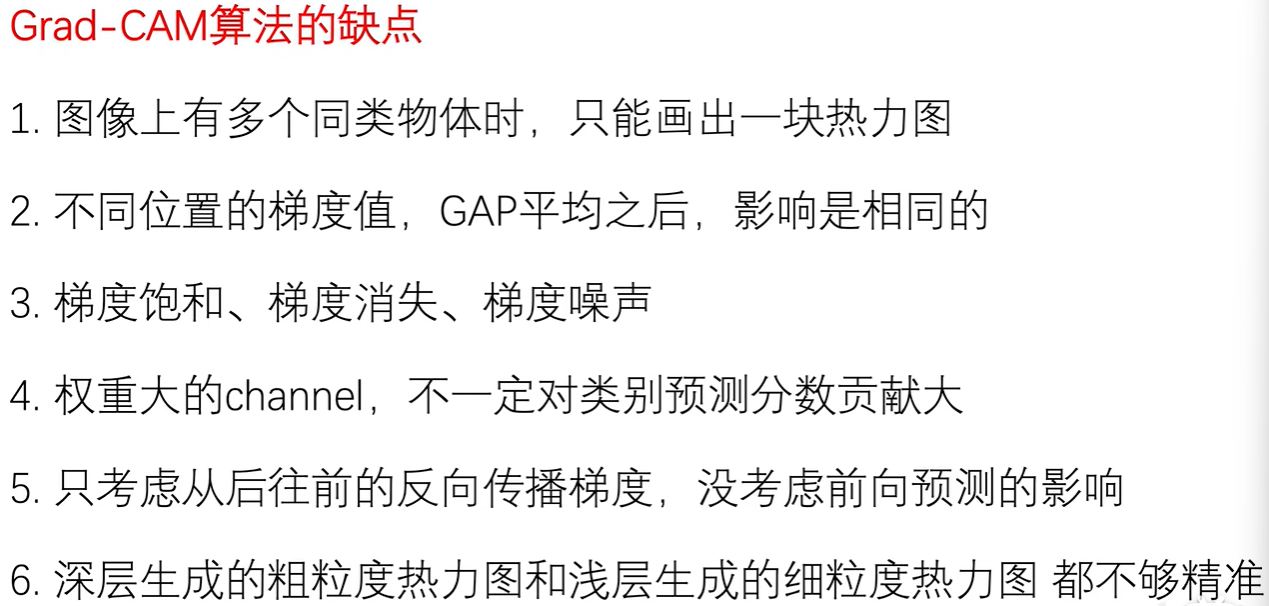 Grad-CAM算法的缺点
1. 图像上有多个同类物体时，只能画出一块热力图
2. 不同位置的梯度值，GAP平均之后，影响是相同的
3. 梯度饱和、梯度消失、梯度噪声
4. 权重大的channel，不一定对类别预测分数贡献大
5. 只考虑从后往前的反向传播梯度，没考虑前向预测的影响
6. 深层生成的粗粒度热力图和浅层生成的细粒度热力图 都不够精准